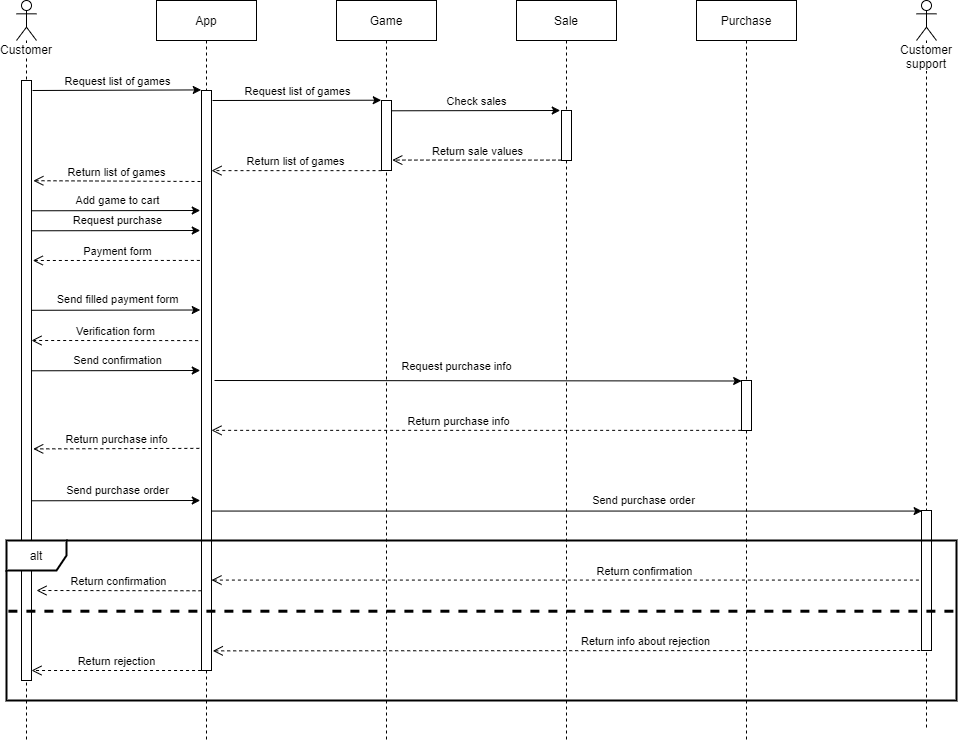 App
Game
Sale
Purchase
Customer
Customer
support
Request list of games
Request list of games
Check sales
Return sale values
Return list of games
Return list of games
Add game to cart
Request purchase
Payment form
Send filled payment form
Verification form
Send confirmation
Request purchase info
Return purchase info
Return purchase info
Send purchase order
Send purchase order
alt
Return confirmation
Return confirmation
Return info about rejection
Return rejection